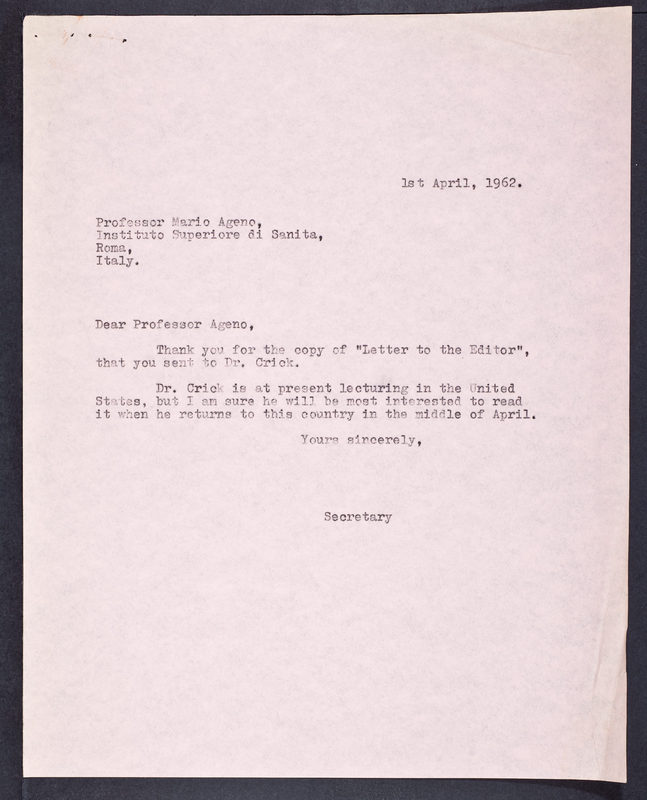 1st April, 1962.
Professor Mario Ageno,
Instituto Superiore di Sanita,
Roma,
Italy.
Dear Professor Ageno,
Thank you for the copy of "Letter to the Editor",
that you sent to Dr. Crick.
Dr. Crick is at present lecturing in the United
States, but I am sure he will be most interested to read
it when he returns to this country in the middle of April.
Yours sincerely,
Secretary